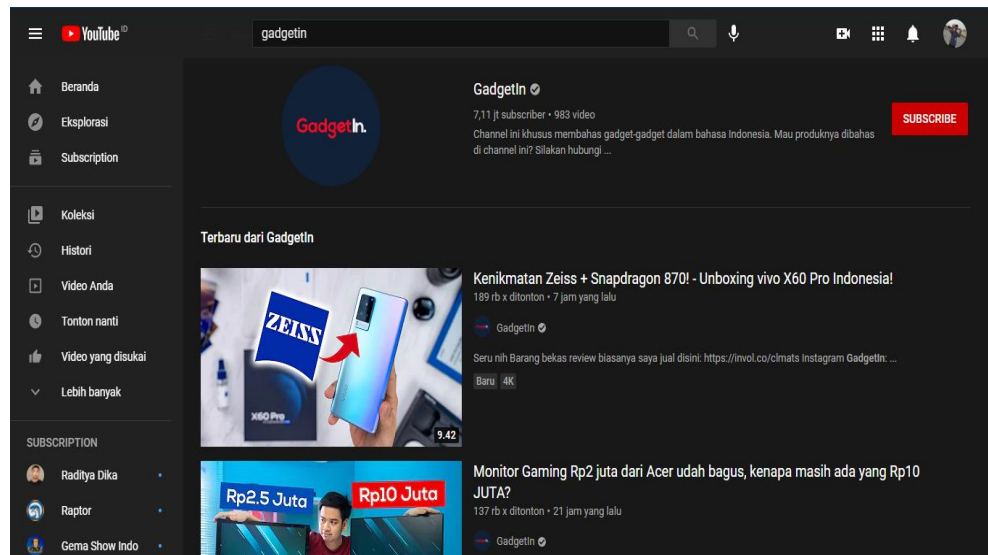 YouTube ID
gadgetin
Beranda
Eksplorasi
Subscription
Koleksi
Histori
Video Anda
Tonton nanti
Video yang disukai
Lebih banyak
SUBSCRIPTION
Raditya Dika
Raptor
Gema Show Indo
GadgetIn.
GadgetIn
7,11 jt subscriber • 983 video
Channel ini khusus membahas gadget-gadget dalam bahasa Indonesia. Mau produknya dibahas
di channel ini? Silakan hubungi ...
SUBSCRIBE
Terbaru dari GadgetIn
ZEISS
X60 Pro
9.42
Kenikmatan Zeiss + Snapdragon 870! - Unboxing vivo X60 Pro Indonesia!
189 rb x ditonton • 7 jam yang lalu
GadgetIn
Seru nih Barang bekas review biasanya saya jual disini: https://invol.co/clmats Instagram GadgetIn: ...
Baru 4K
Rp2.5 Juta
Rp10 Juta
Monitor Gaming Rp2 juta dari Acer udah bagus, kenapa masih ada yang Rp10
JUTA?
137 rb x ditonton • 21 jam yang lalu
GadgetIn